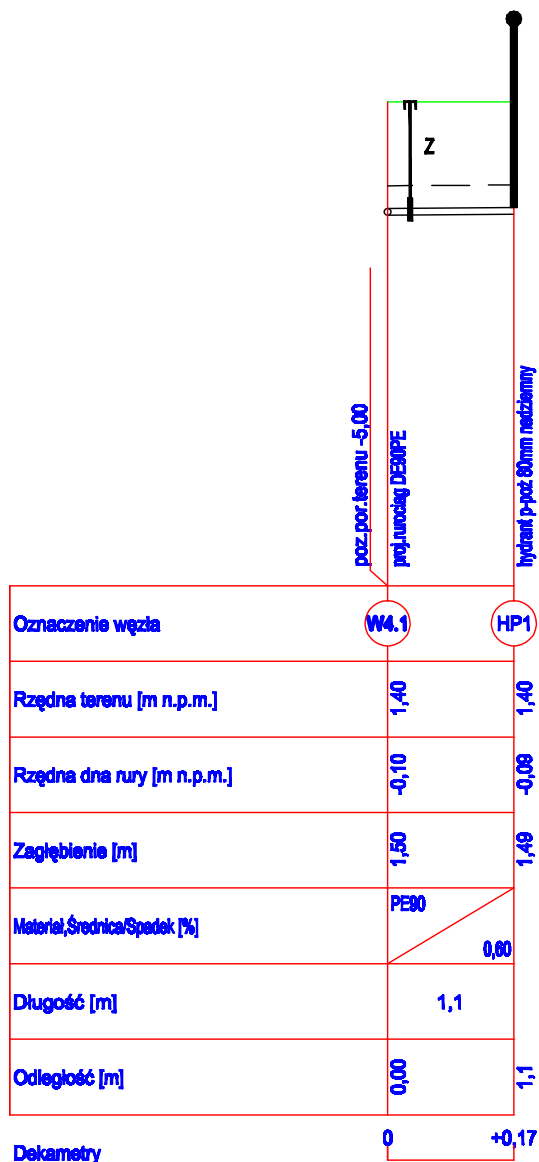 Z
poz.por.terenu -5,00
proj.rurociąg DE90PE
hydrant p-poż 80mm nadziemny
Oznaczenie węzła W4.1 HP1
Rzędna terenu [m n.p.m.] 1,40 1,40
Rzędna dna rury [m n.p.m.] -0,10 -0,09
Zagłębienie [m] 1,50 1,49
Materiał,Średnica/Spadek [%] PE90 0,60
Długość [m] 1,1
Odległość [m] 0,00 1,1
Dekametry 0 +0,17